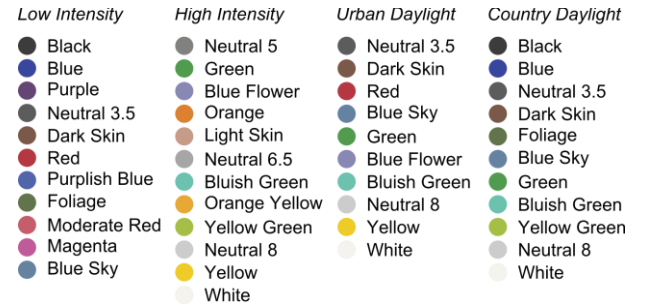 Low Intensity
Black
Blue
Purple
Neutral 3.5
Dark Skin
Red
Purplish Blue
Foliage
Moderate Red
Magenta
Blue Sky
High Intensity
Neutral 5
Green
Blue Flower
Orange
Light Skin
Neutral 6.5
Bluish Green
Orange Yellow
Yellow Green
Neutral 8
Yellow
White
Urban Daylight
Neutral 3.5
Dark Skin
Red
Blue Sky
Green
Blue Flower
Bluish Green
Neutral 8
Yellow
White
Country Daylight
Black
Blue
Neutral 3.5
Dark Skin
Foliage
Blue Sky
Green
Bluish Green
Yellow Green
Neutral 8
White